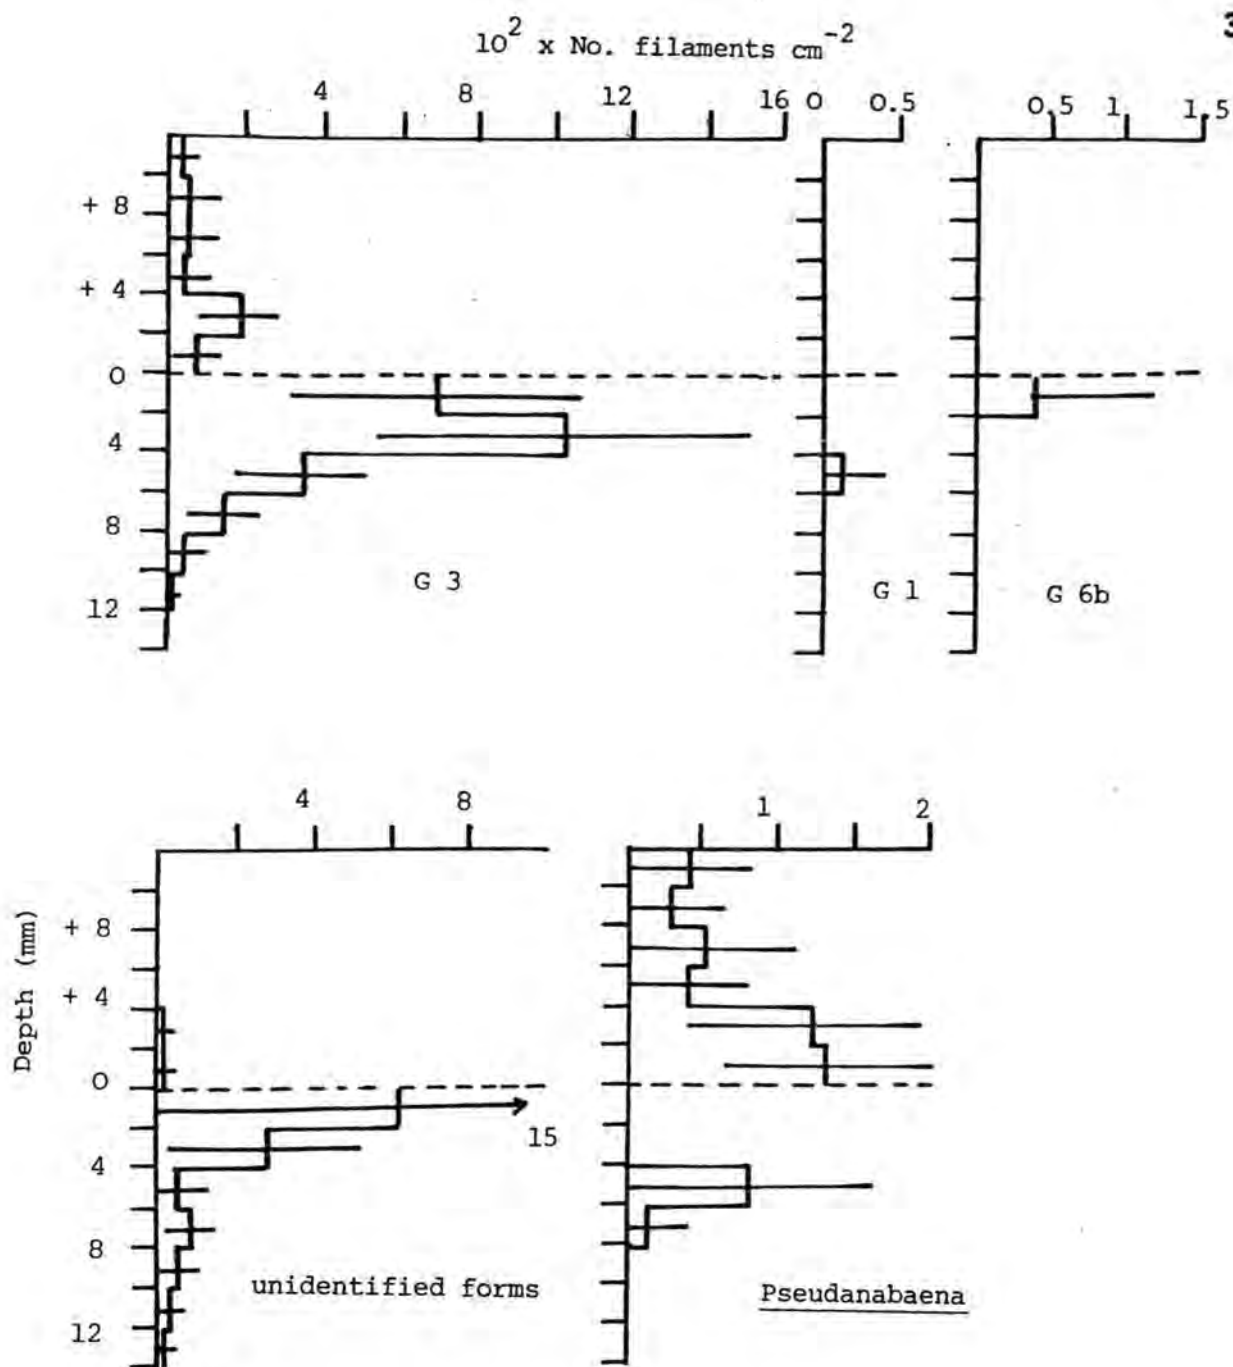 3
10² x No. filaments cm⁻²
4 8 12 16 0 0.5 0.5 1 1.5
+ 8
+ 4
0
4
8
12
G 3
G 1
G 6b
4 8 1 2
Depth (mm)
+ 8
+ 4
0
15
4
8
12
unidentified forms
Pseudanabaena